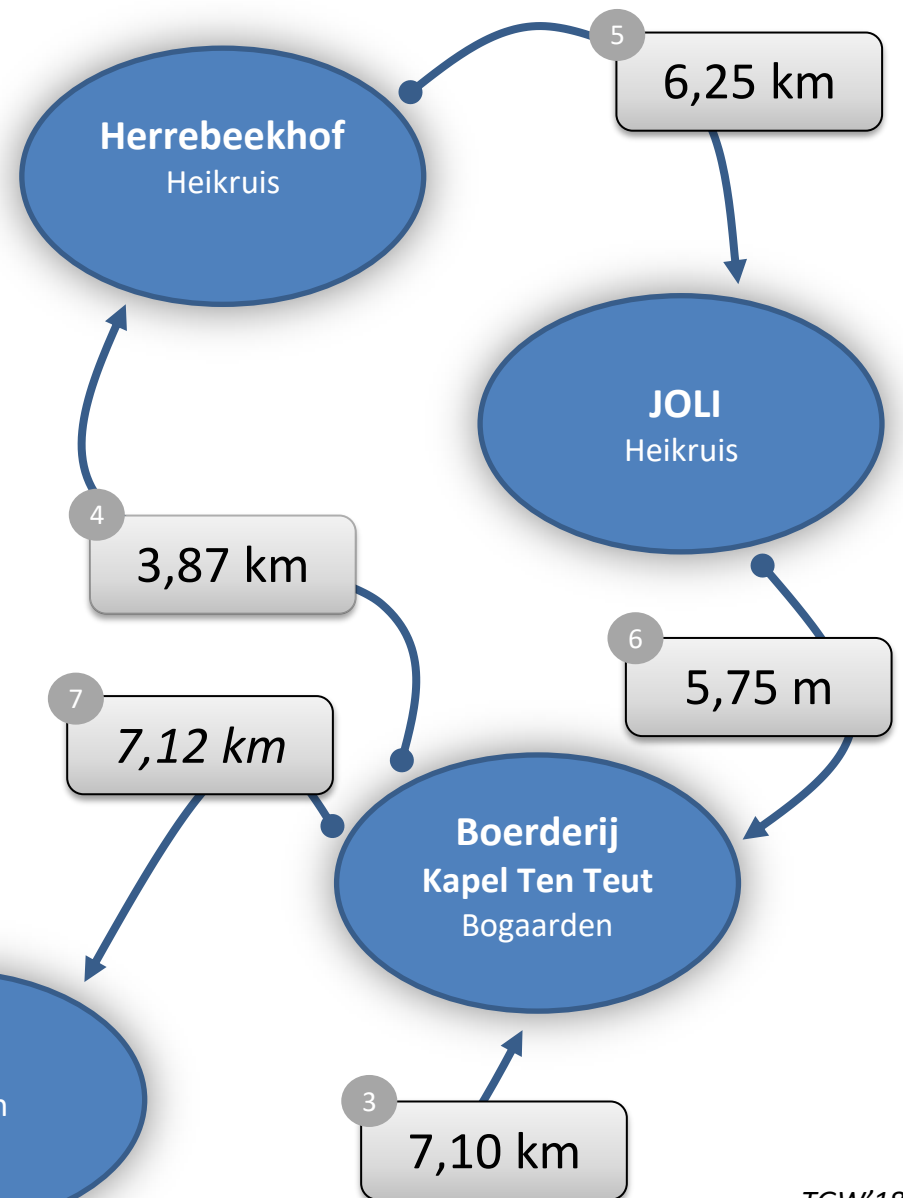 5
6,25 km
Herrebeekhof
Heikruis
JOLI
Heikruis
4
3,87 km
6
5,75 m
7
7,12 km
Boerderij
Kapel Ten Teut
Bogaarden
3
7,10 km